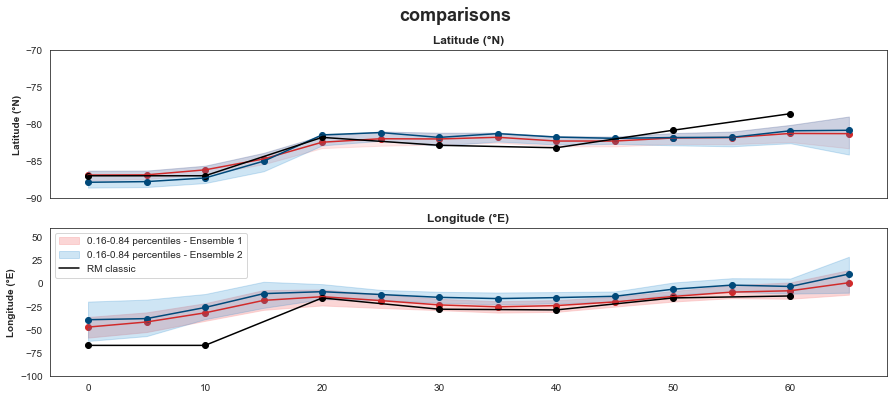 comparisons
Latitude (°N)
Latitude (°N)
−70
−75
−80
−85
−90
Longitude (°E)
Longitude (°E)
50
25
0
−25
−50
−75
−100
0.16-0.84 percentiles - Ensemble 1
0.16-0.84 percentiles - Ensemble 2
RM classic
0 10 20 30 40 50 60